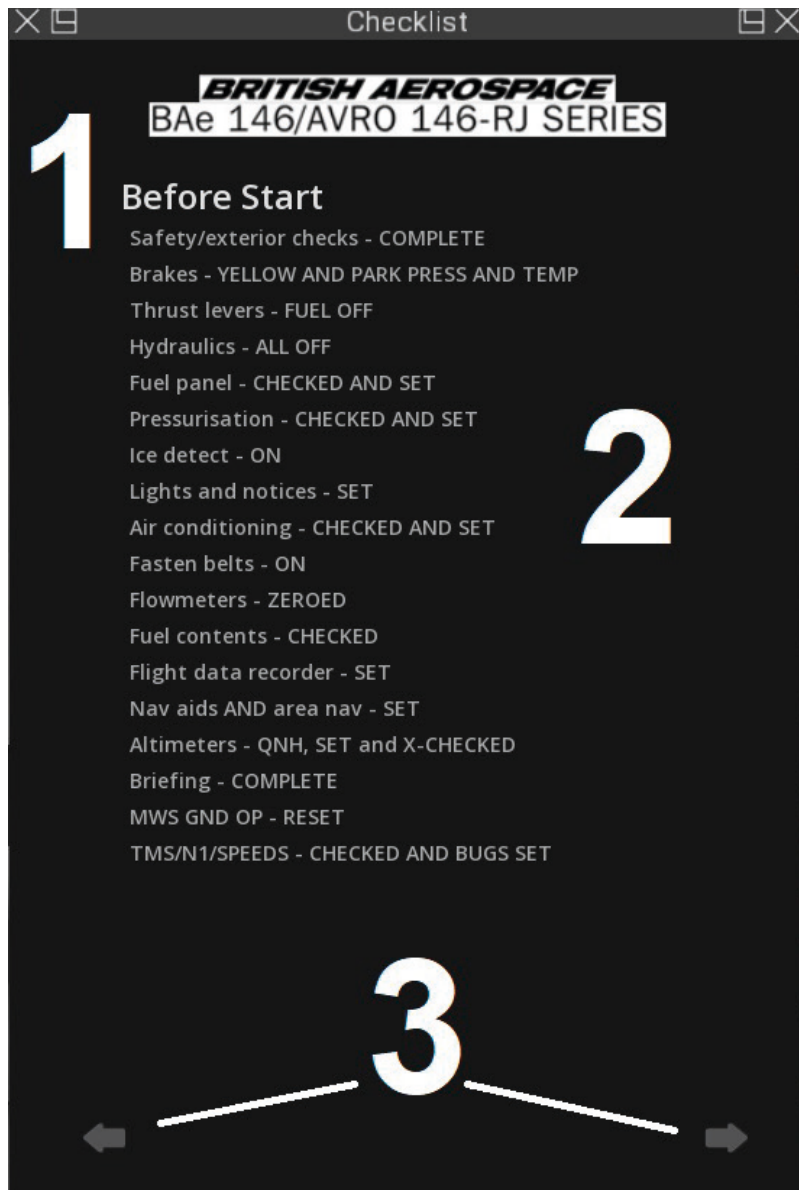 Checklist
BRITISH AEROSPACE
BAe 146/AVRO 146-RJ SERIES
1
Before Start
Safety/exterior checks - COMPLETE
Brakes - YELLOW AND PARK PRESS AND TEMP
Thrust levers - FUEL OFF
Hydraulics - ALL OFF
Fuel panel - CHECKED AND SET
Pressurisation - CHECKED AND SET
Ice detect - ON
Lights and notices - SET
2
Air conditioning - CHECKED AND SET
Fasten belts - ON
Flowmeters - ZEROED
Fuel contents - CHECKED
Flight data recorder - SET
Nav aids AND area nav - SET
Altimeters - QNH, SET and X-CHECKED
Briefing - COMPLETE
MWS GND OP - RESET
TMS/N1/SPEEDS - CHECKED AND BUGS SET
3